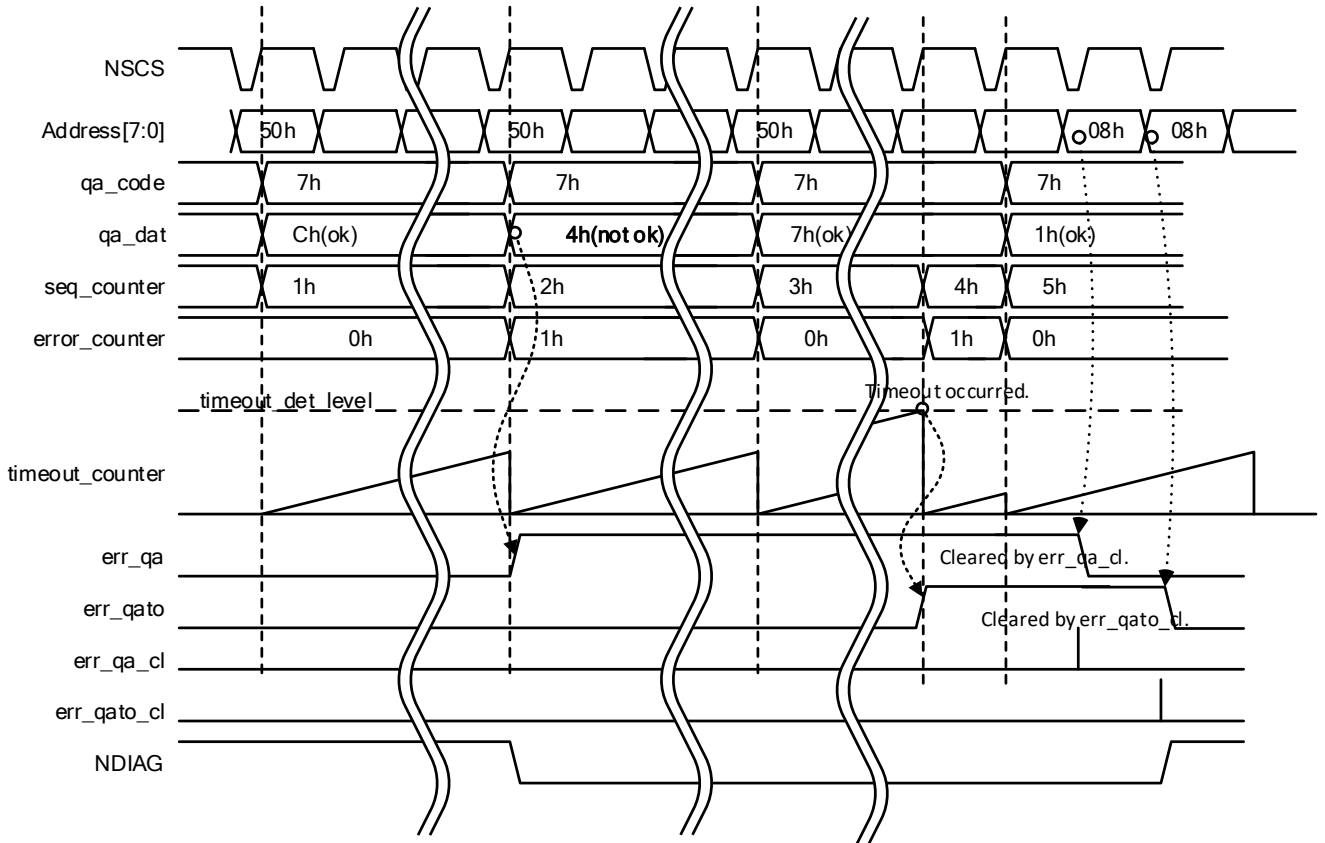 NSCS
Address[7:0] 50h 50h 50h 08h 08h
qa_code 7h 7h 7h 7h
qa_dat Ch(ok) 4h(not ok) 7h(ok) 1h(ok)
seq_counter 1h 2h 3h 4h 5h
error_counter 0h 1h 0h 1h 0h
timeout_det_level Timeout occurred.
timeout_counter
err_qa Cleared by err_qa_cl.
err_qato Cleared by err_qato_cl.
err_qa_cl
err_qato_cl
NDIAG